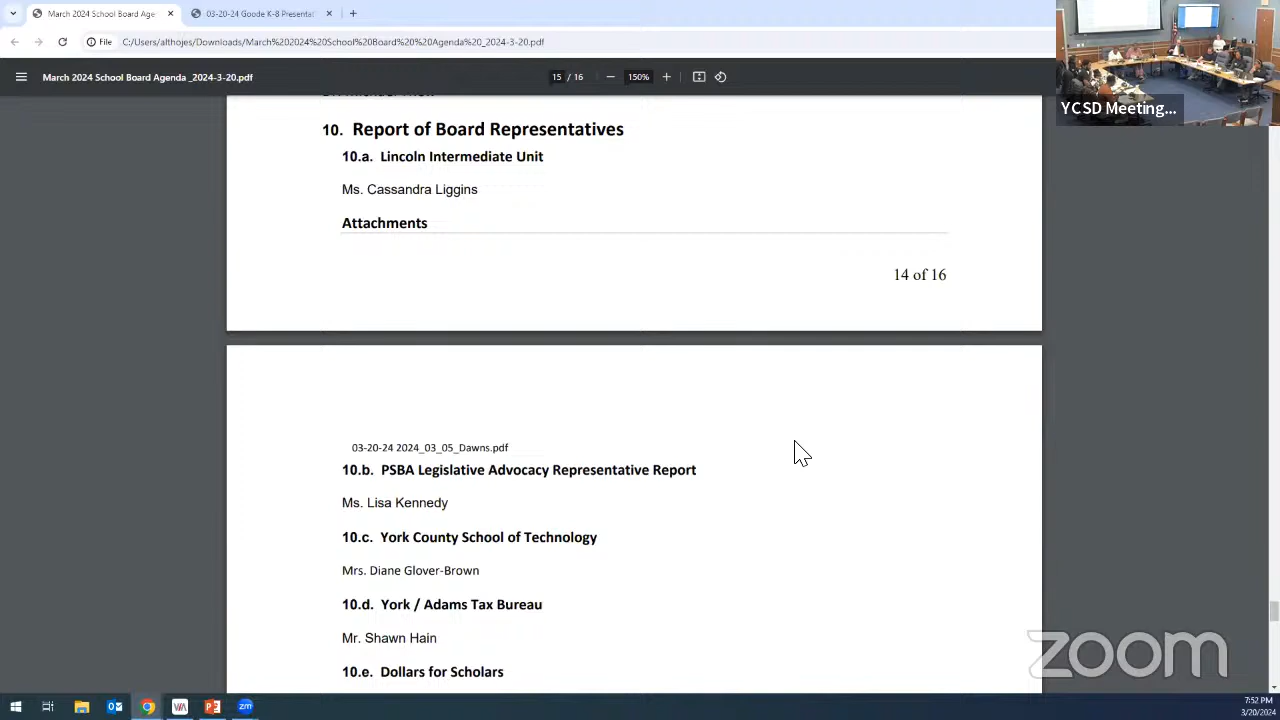 March 2024 School Board Age
03-20-24 Goode K-8 Presentat
File
C:/Users/althojes/Downloads/March%202024%20School%20Board%20%20Agenda%20_2024-3-20.pdf
March 2024 School Board Agenda _2024-3-20.pdf
15 / 16
150%
YCSD Meeting...
10. Report of Board Representatives
10.a. Lincoln Intermediate Unit
Ms. Cassandra Liggins
Attachments
14 of 16
03-20-24 2024_03_05_Dawns.pdf
10.b. PSBA Legislative Advocacy Representative Report
Ms. Lisa Kennedy
10.c. York County School of Technology
Mrs. Diane Glover-Brown
10.d. York / Adams Tax Bureau
Mr. Shawn Hain
10.e. Dollars for Scholars
zoom
7:52 PM
3/20/2024